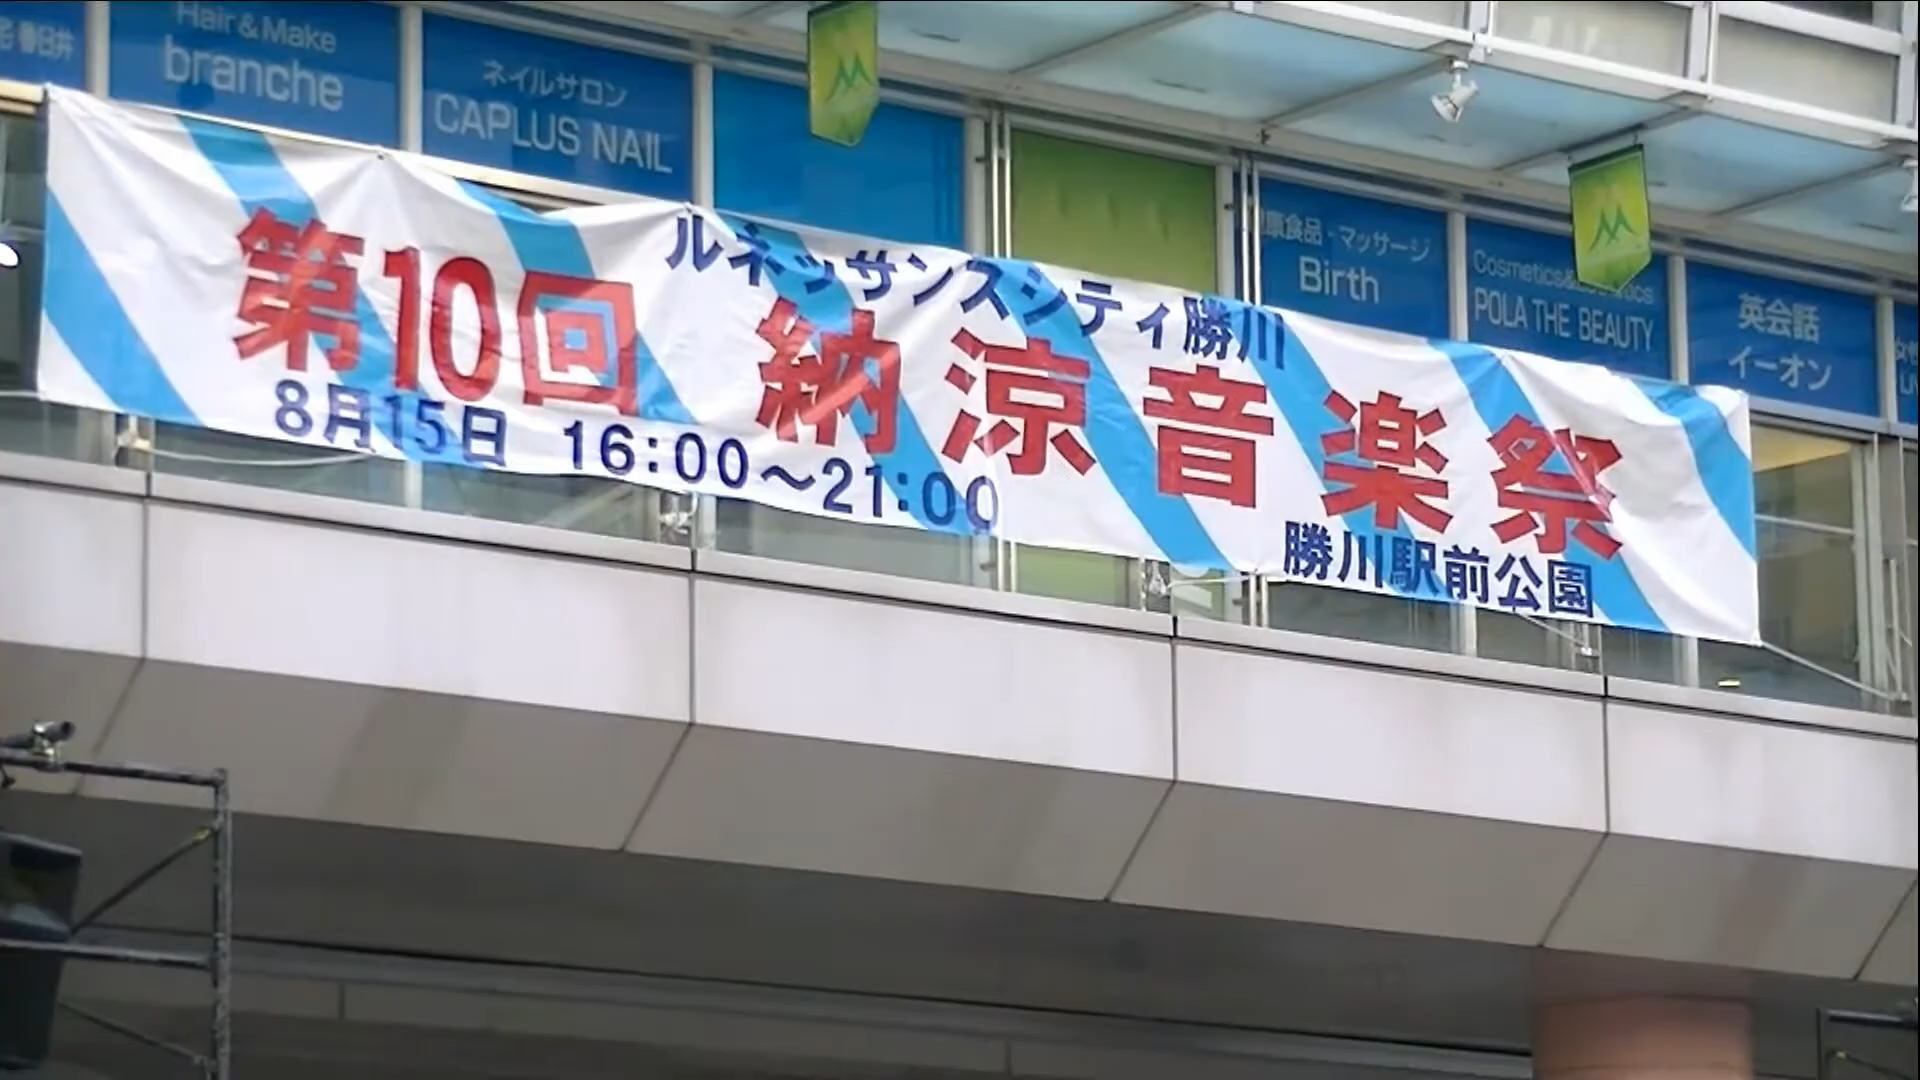 Hair & Make
branche
ネイルサロン
CAPLUS NAIL
食品・マッサージ
Birth
POLA THE BEAUTY
英会話
イーオン
ルネッサンスシティ勝川
第10回 納涼音楽祭
8月15日 16:00～21:00
勝川駅前公園